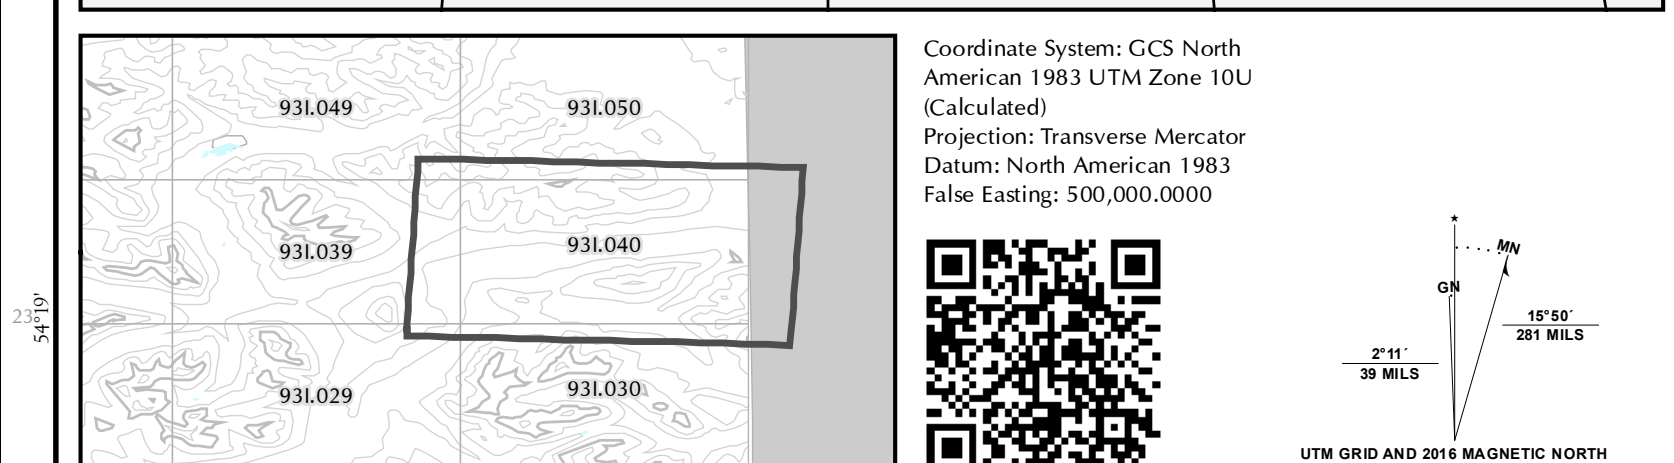 93I.049
93I.050
93I.039
93I.040
93I.029
93I.030
23
54°19'
Coordinate System: GCS North
American 1983 UTM Zone 10U
(Calculated)
Projection: Transverse Mercator
Datum: North American 1983
False Easting: 500,000.0000
MN
GN
15°50´
281 MILS
2°11´
39 MILS
UTM GRID AND 2016 MAGNETIC NORTH